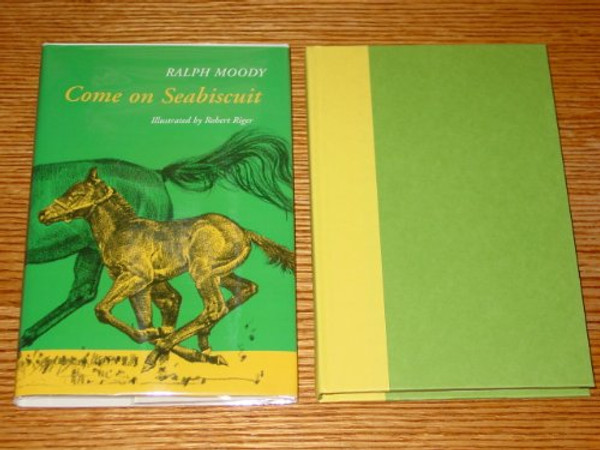 RALPH MOODY
Come on Seabiscuit
Illustrated by Robert Riger